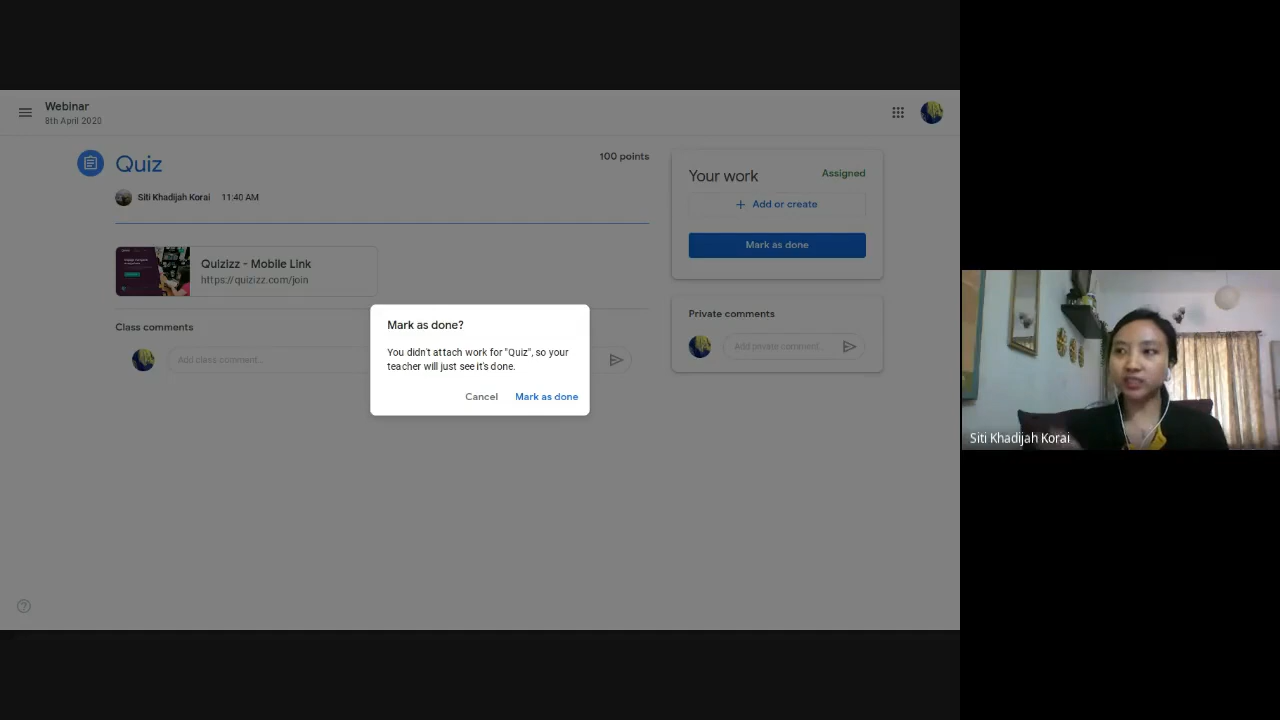 Webinar
8th April 2020
Quiz
100 points
Siti Khadijah Korai 11:40 AM
Quizizz - Mobile Link
https://quizizz.com/join
Class comments
Add class comment...
Your work
Assigned
+ Add or create
Mark as done
Private comments
Add private comment...
Mark as done?
You didn't attach work for "Quiz", so your
teacher will just see it's done.
Cancel
Mark as done
Siti Khadijah Korai